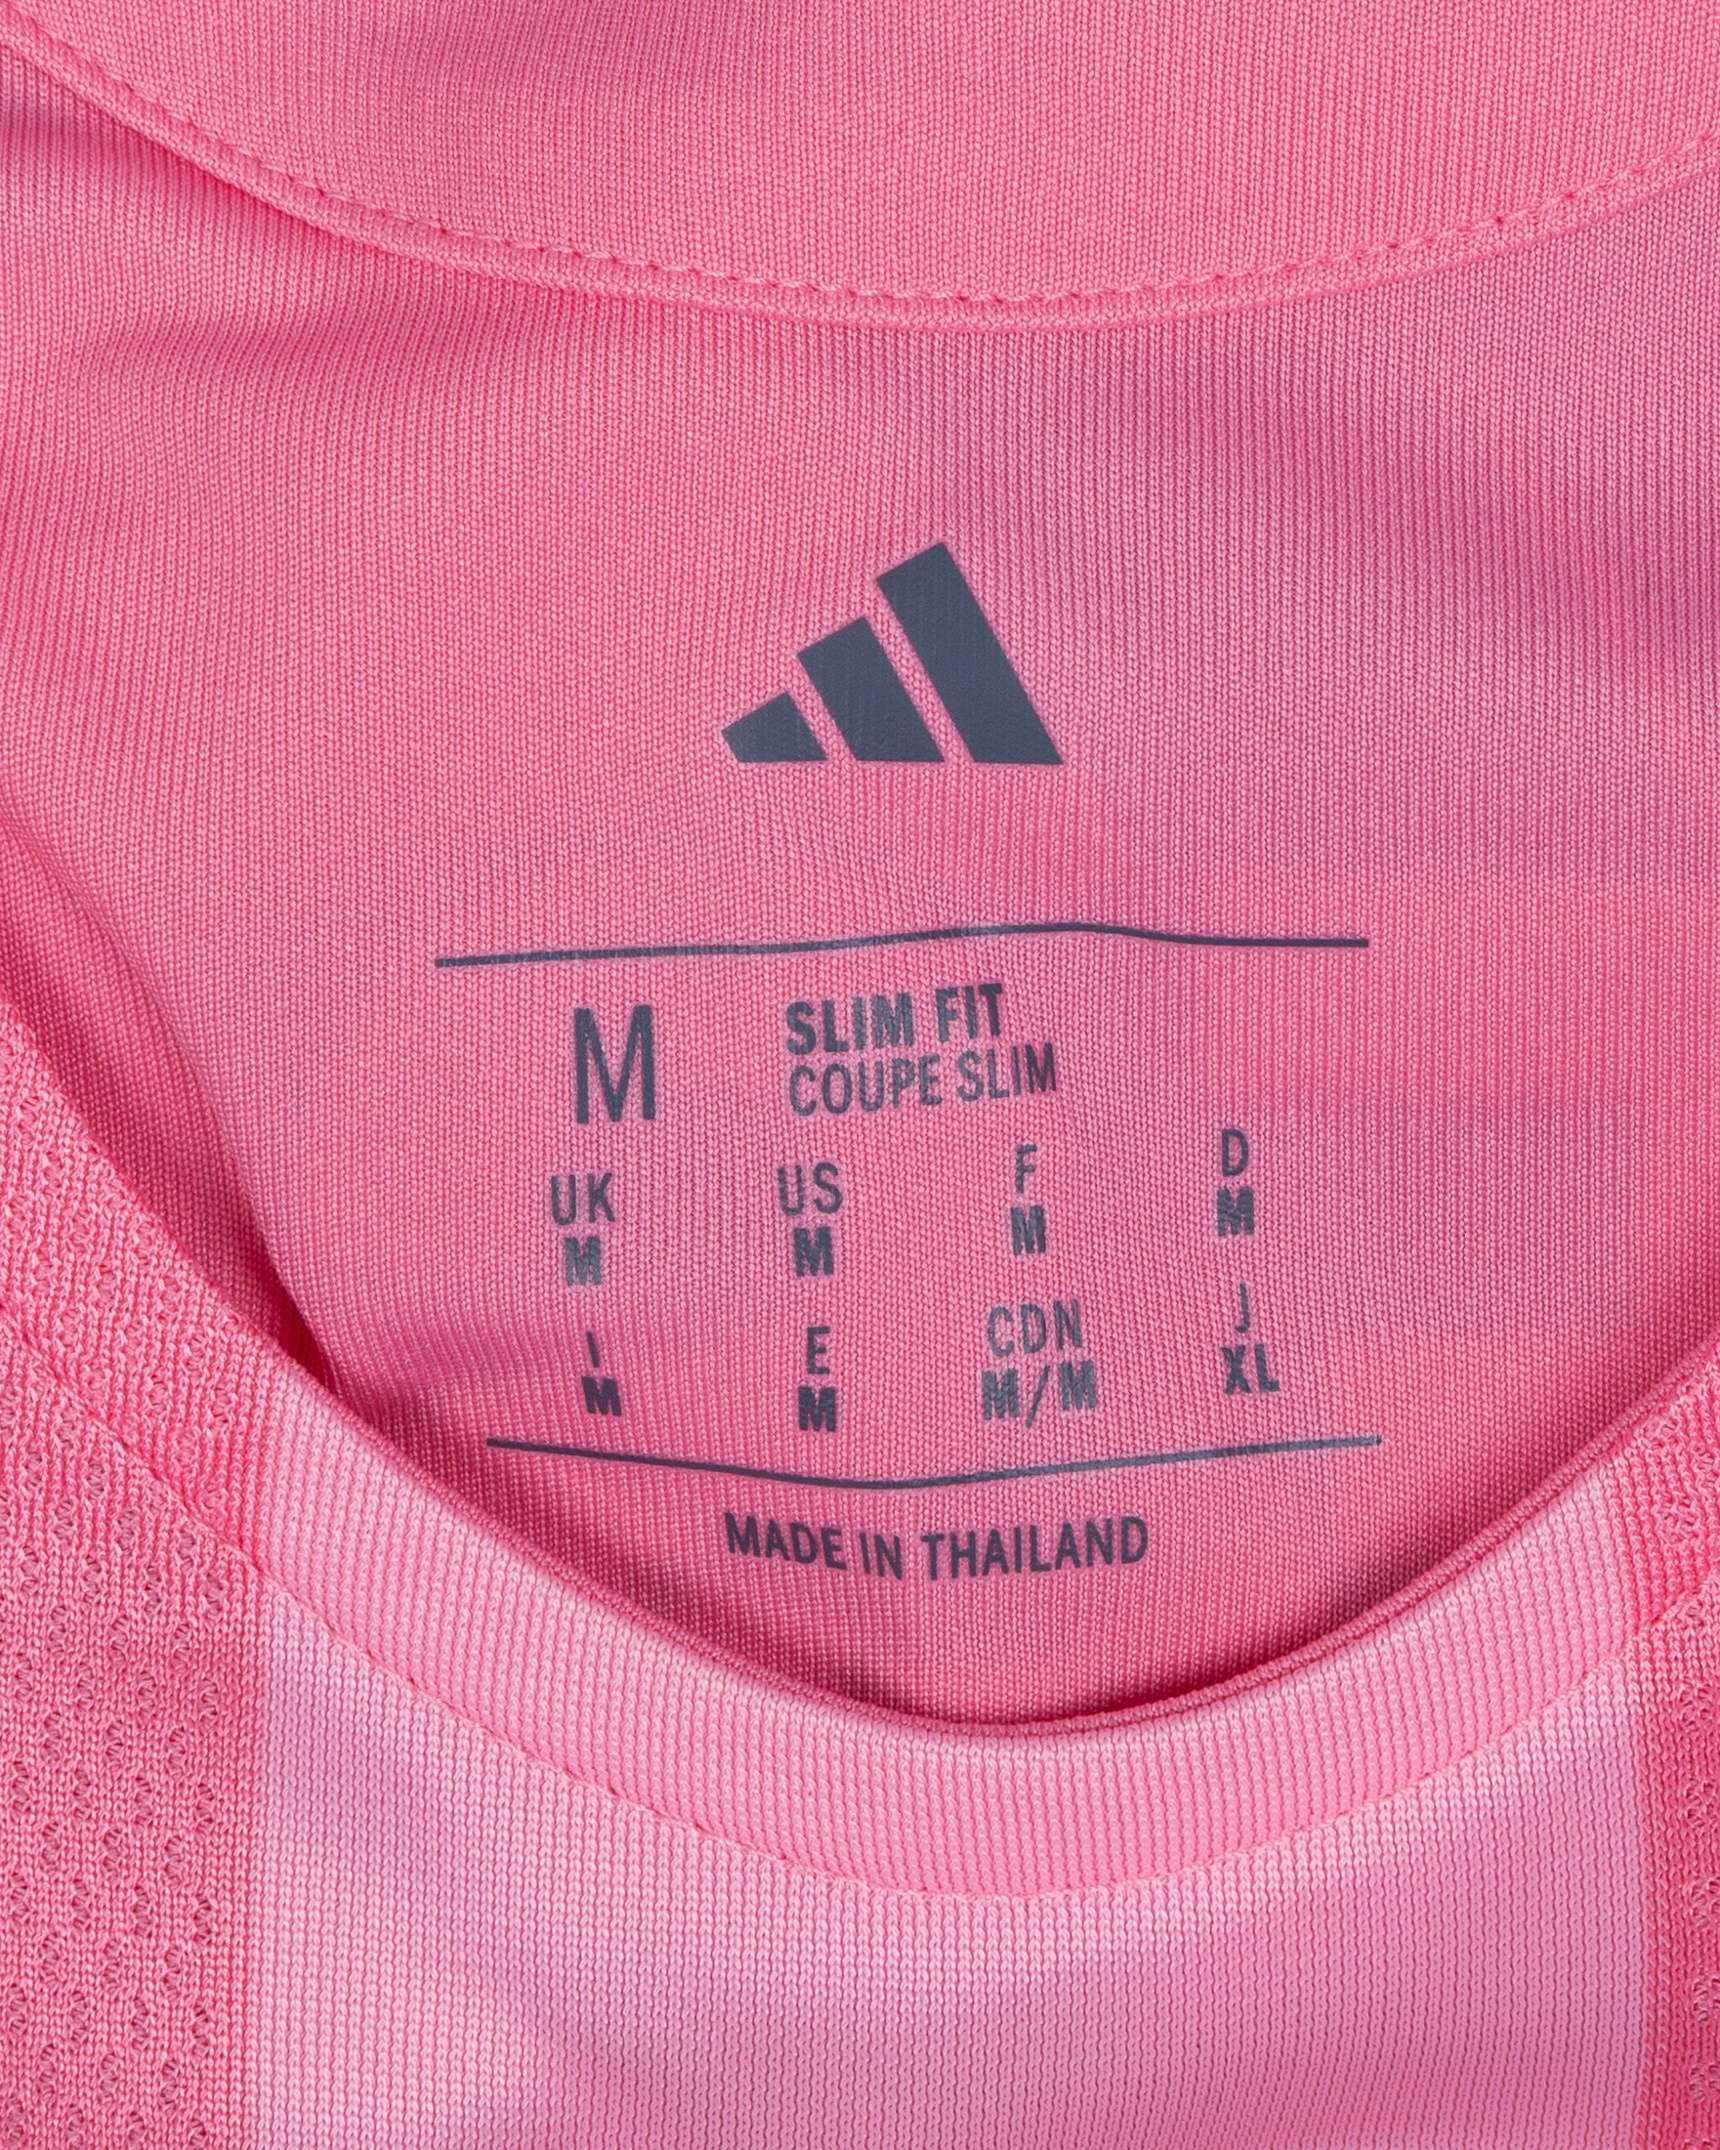 M SLIM FIT
COUPE SLIM
UK US F D
M M M M
I E CDN J
M M M/M XL
MADE IN THAILAND